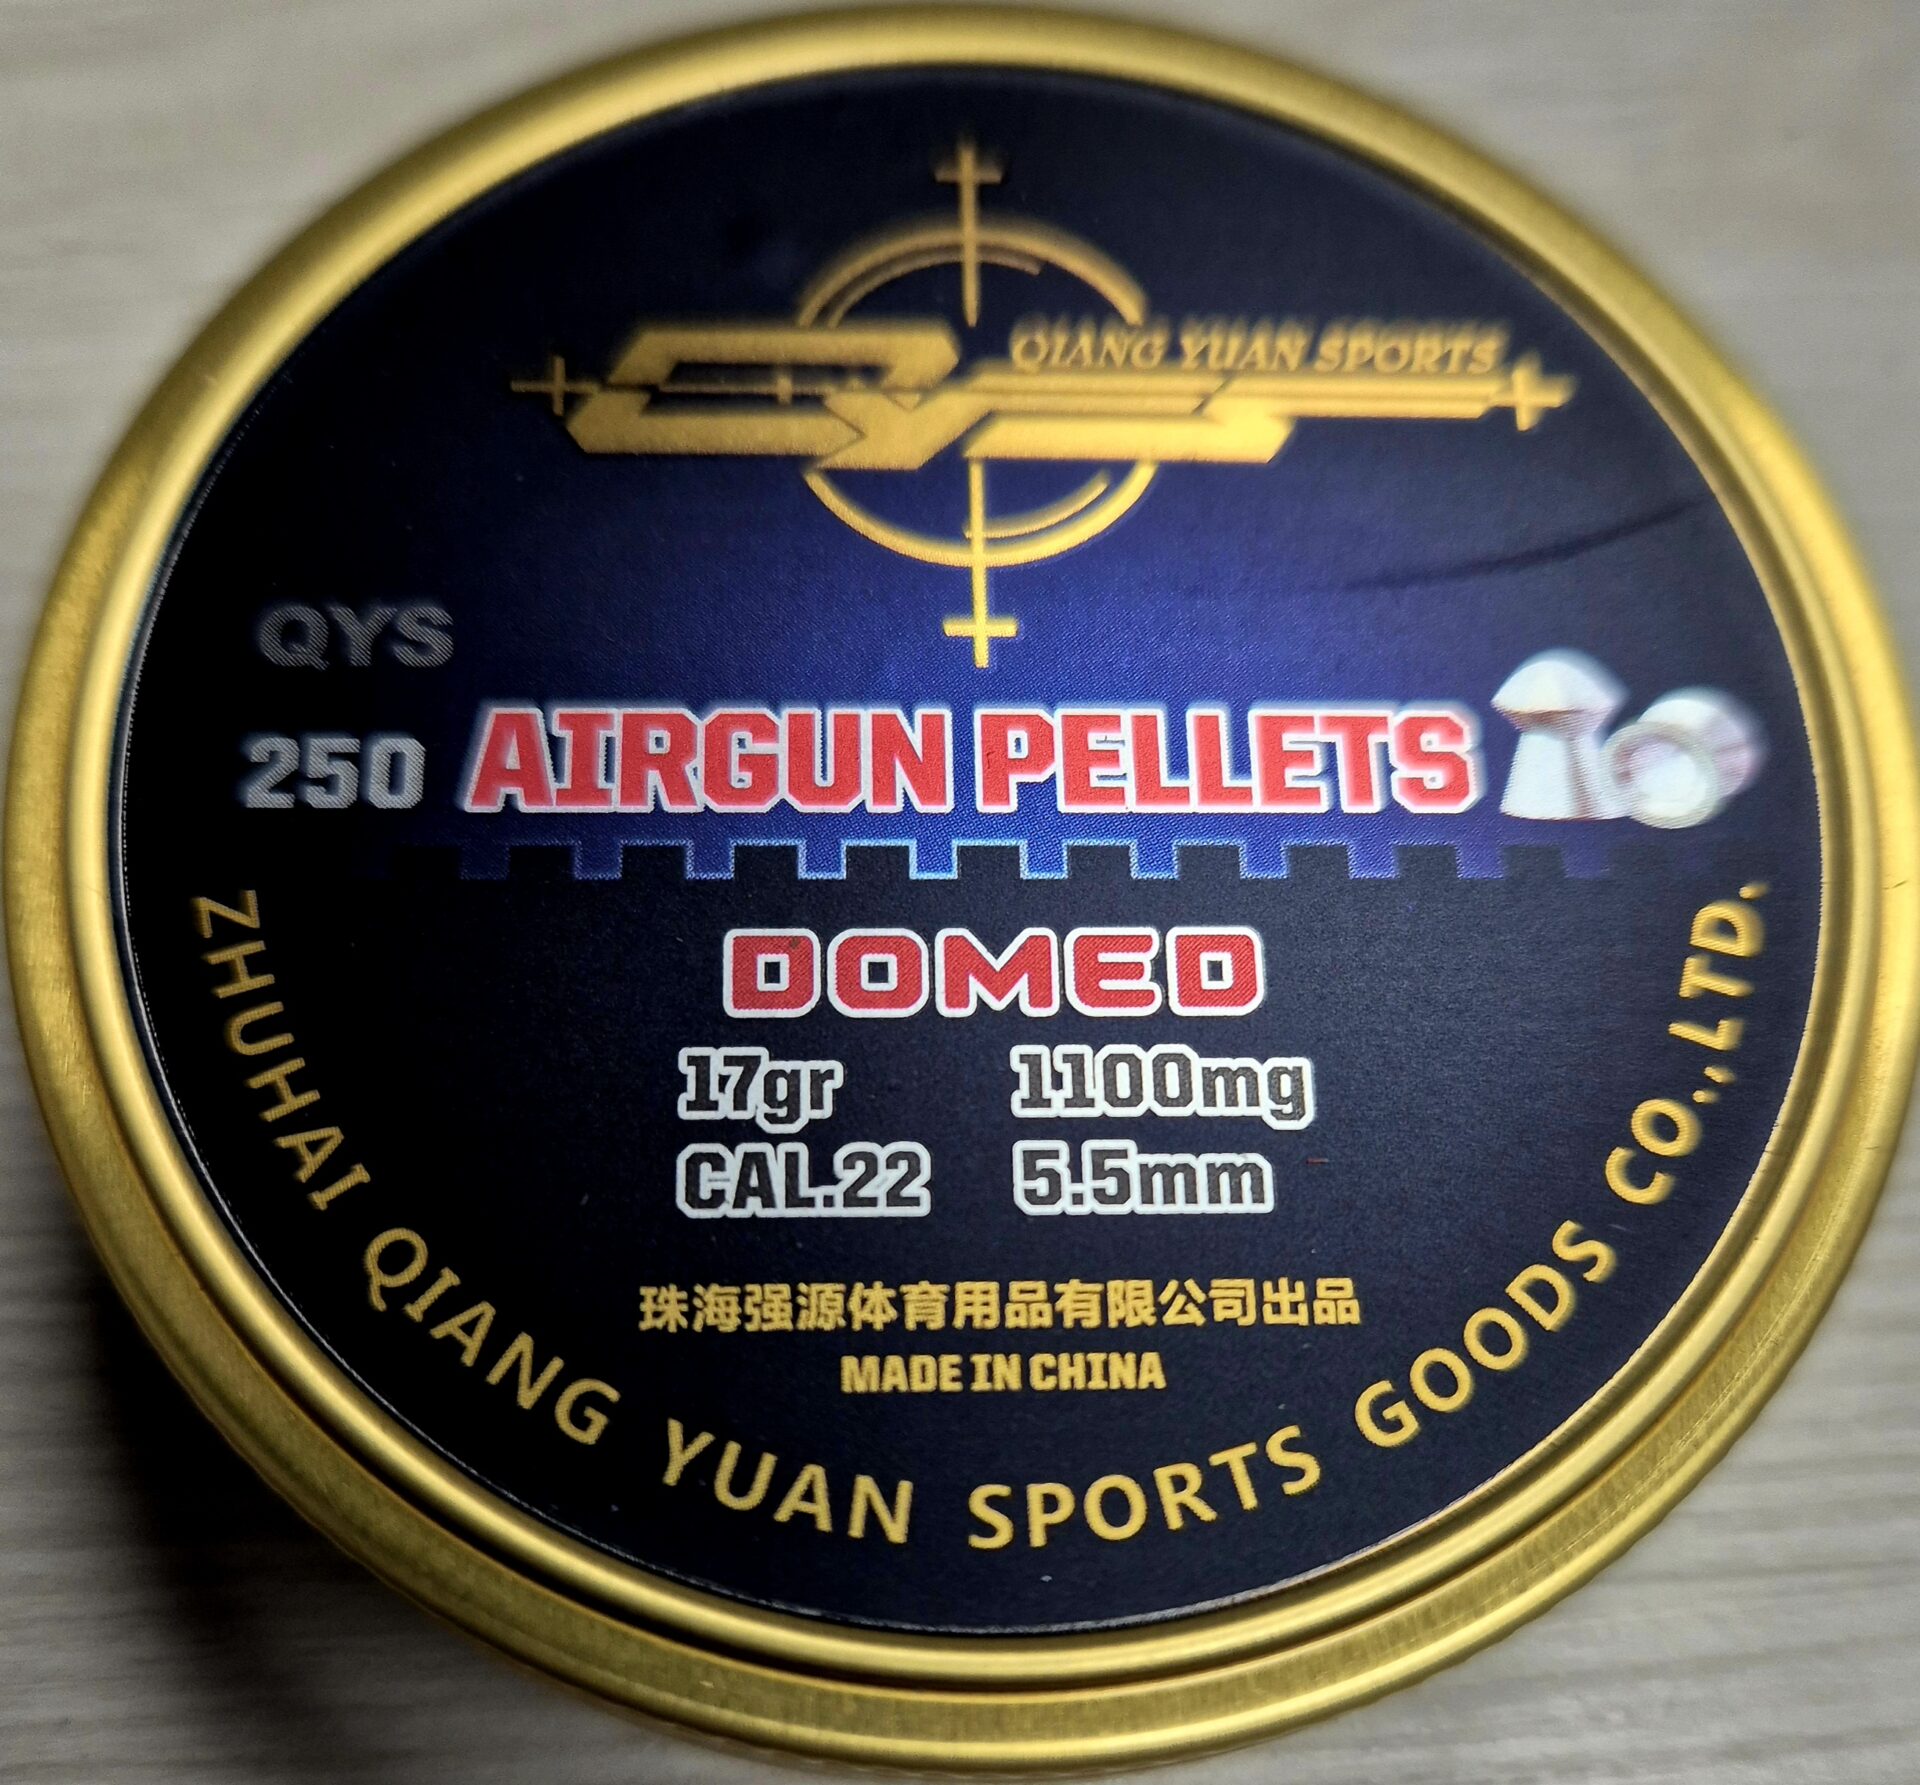 QIANG YUAN SPORTS
QYS
250
AIRGUN PELLETS
DOMED
17gr 1100mg
CAL.22 5.5mm
珠海强源体育用品有限公司出品
MADE IN CHINA
ZHUHAI QIANG YUAN SPORTS GOODS CO.,LTD.